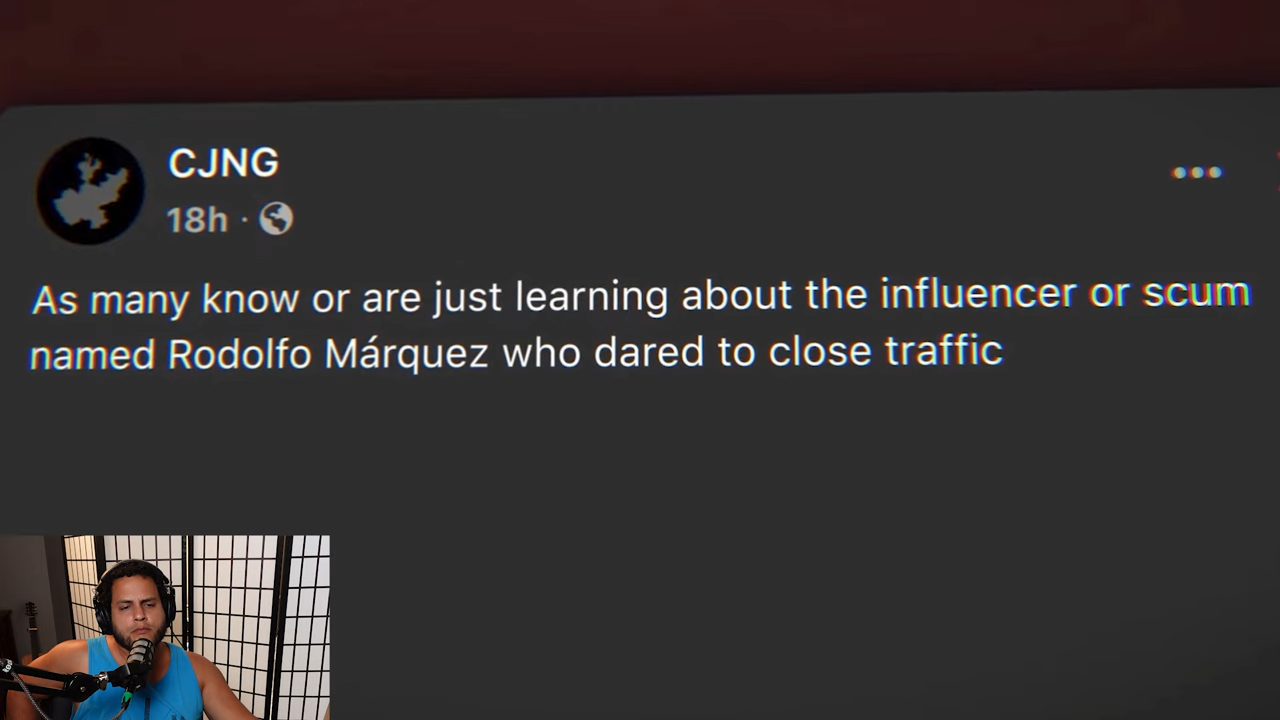 CJNG
18h ·
As many know or are just learning about the influencer or scum
named Rodolfo Márquez who dared to close traffic